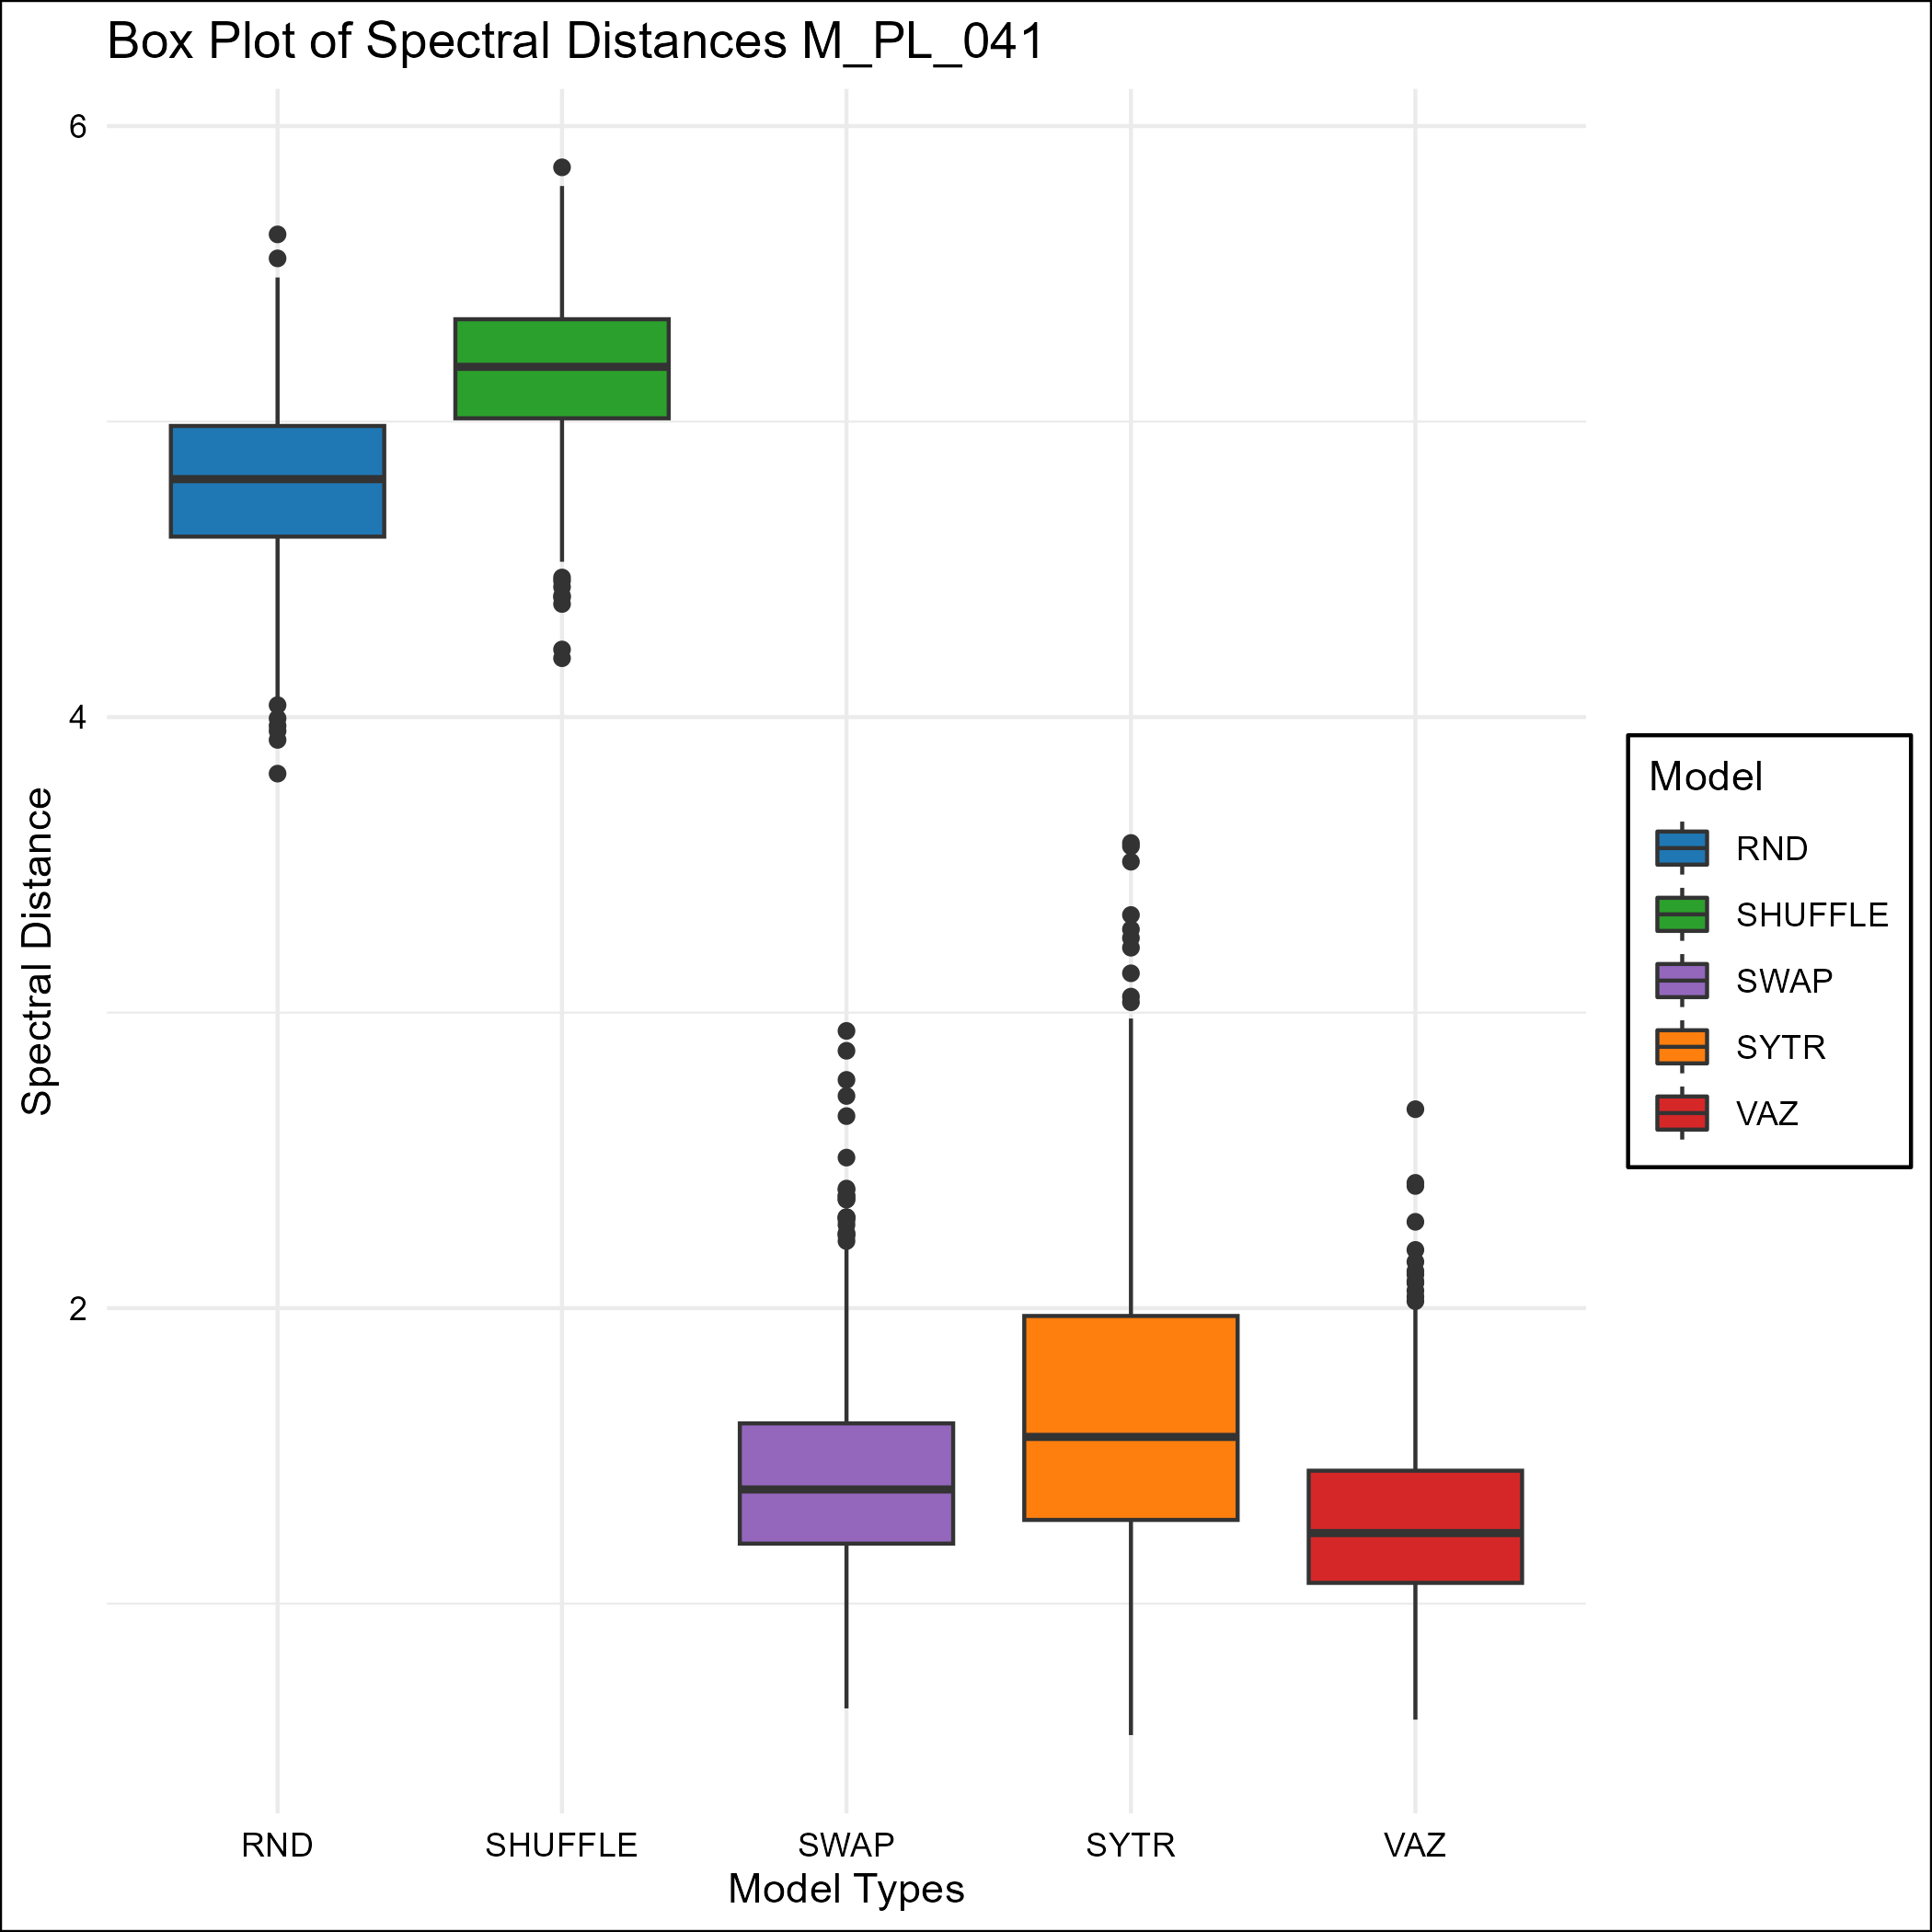 Box Plot of Spectral Distances M_PL_041
6
4
2
Spectral Distance
RND
SHUFFLE
SWAP
SYTR
VAZ
Model Types
Model
RND
SHUFFLE
SWAP
SYTR
VAZ